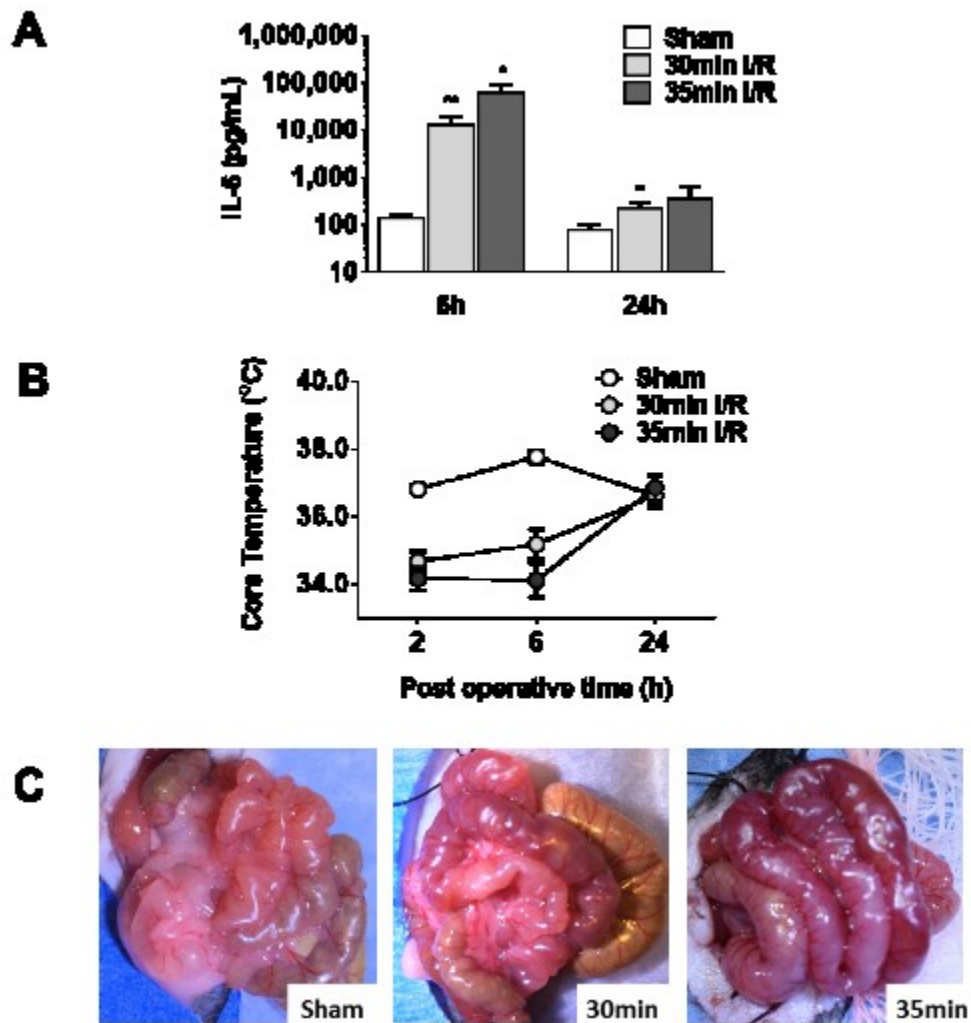 A
IL-6 (pg/mL)
1,000,000
100,000
10,000
1,000
100
10
Sham
30min I/R
35min I/R
6h
24h
B
Core Temperature (°C)
40.0
38.0
36.0
34.0
Sham
30min I/R
35min I/R
2
6
24
Post operative time (h)
C
Sham
30min
35min